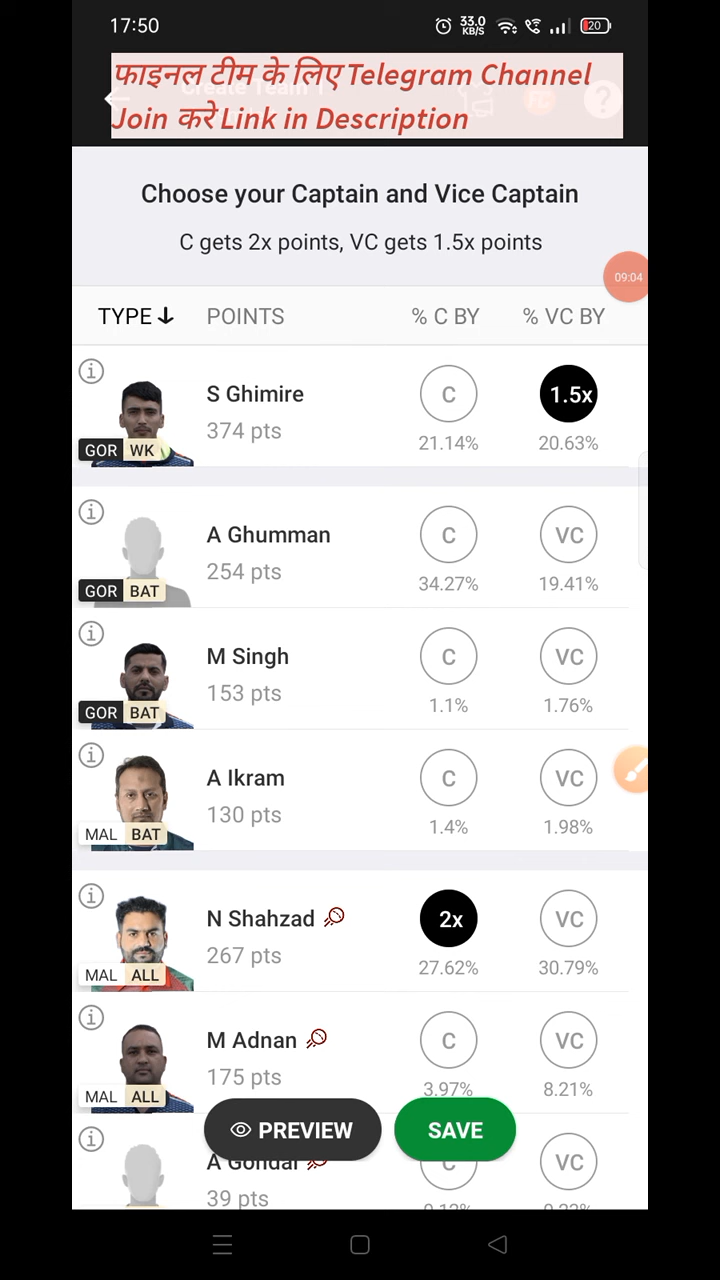 17:50
33.0 KB/S
20
फाइनल टीम के लिए Telegram Channel
Join करे Link in Description
Choose your Captain and Vice Captain
C gets 2x points, VC gets 1.5x points
09:04
TYPE POINTS % C BY % VC BY
S Ghimire
374 pts
C 1.5x
21.14% 20.63%
GOR WK
A Ghumman
254 pts
C VC
34.27% 19.41%
GOR BAT
M Singh
153 pts
C VC
1.1% 1.76%
GOR BAT
A Ikram
130 pts
C VC
1.4% 1.98%
MAL BAT
N Shahzad
267 pts
2x VC
27.62% 30.79%
MAL ALL
M Adnan
175 pts
C VC
3.97% 8.21%
MAL ALL
PREVIEW SAVE
A Gondal
39 pts
C VC